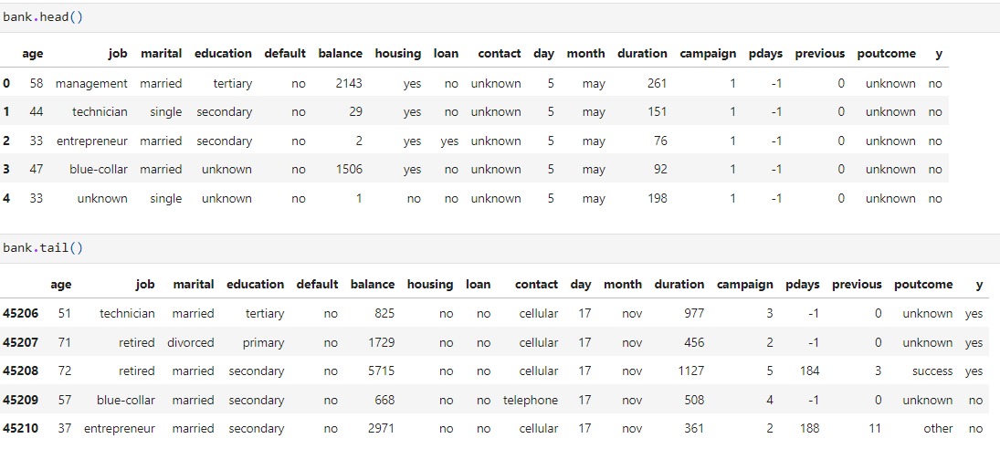 bank.head()
age job marital education default balance housing loan contact day month duration campaign pdays previous poutcome y
0 58 management married tertiary no 2143 yes no unknown 5 may 261 1 -1 0 unknown no
1 44 technician single secondary no 29 yes no unknown 5 may 151 1 -1 0 unknown no
2 33 entrepreneur married secondary no 2 yes yes unknown 5 may 76 1 -1 0 unknown no
3 47 blue-collar married unknown no 1506 yes no unknown 5 may 92 1 -1 0 unknown no
4 33 unknown single unknown no 1 no no unknown 5 may 198 1 -1 0 unknown no
bank.tail()
age job marital education default balance housing loan contact day month duration campaign pdays previous poutcome y
45206 51 technician married tertiary no 825 no no cellular 17 nov 977 3 -1 0 unknown yes
45207 71 retired divorced primary no 1729 no no cellular 17 nov 456 2 -1 0 unknown yes
45208 72 retired married secondary no 5715 no no cellular 17 nov 1127 5 184 3 success yes
45209 57 blue-collar married secondary no 668 no no telephone 17 nov 508 4 -1 0 unknown no
45210 37 entrepreneur married secondary no 2971 no no cellular 17 nov 361 2 188 11 other no